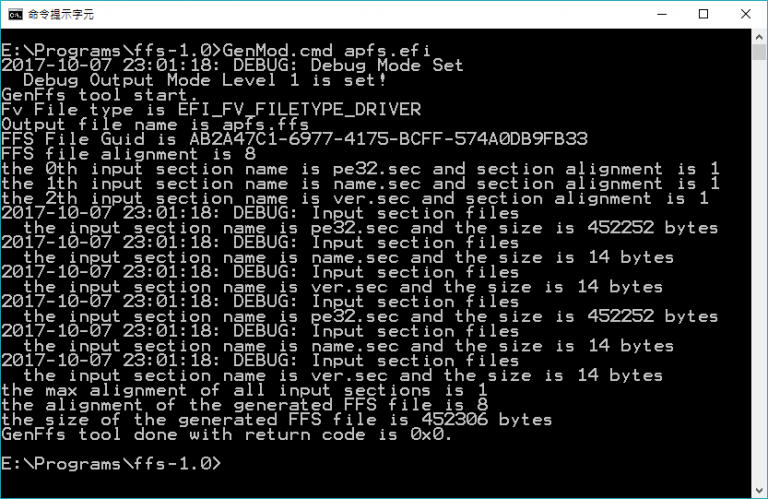 命令提示字元
E:\Programs\ffs-1.0>GenMod.cmd apfs.efi
2017-10-07 23:01:18: DEBUG: Debug Mode Set
  Debug Output Mode Level 1 is set!
GenFfs tool start.
Fv File type is EFI_FV_FILETYPE_DRIVER
Output file name is apfs.ffs
FFS File Guid is AB2A47C1-6977-4175-BCFF-574A0DB9FB33
FFS file alignment is 8
the 0th input section name is pe32.sec and section alignment is 1
the 1th input section name is name.sec and section alignment is 1
the 2th input section name is ver.sec and section alignment is 1
2017-10-07 23:01:18: DEBUG: Input section files
  the input section name is pe32.sec and the size is 452252 bytes
2017-10-07 23:01:18: DEBUG: Input section files
  the input section name is name.sec and the size is 14 bytes
2017-10-07 23:01:18: DEBUG: Input section files
  the input section name is ver.sec and the size is 14 bytes
2017-10-07 23:01:18: DEBUG: Input section files
  the input section name is pe32.sec and the size is 452252 bytes
2017-10-07 23:01:18: DEBUG: Input section files
  the input section name is name.sec and the size is 14 bytes
2017-10-07 23:01:18: DEBUG: Input section files
  the input section name is ver.sec and the size is 14 bytes
the max alignment of all input sections is 1
the alignment of the generated FFS file is 8
the size of the generated FFS file is 452306 bytes
GenFfs tool done with return code is 0x0.
E:\Programs\ffs-1.0>